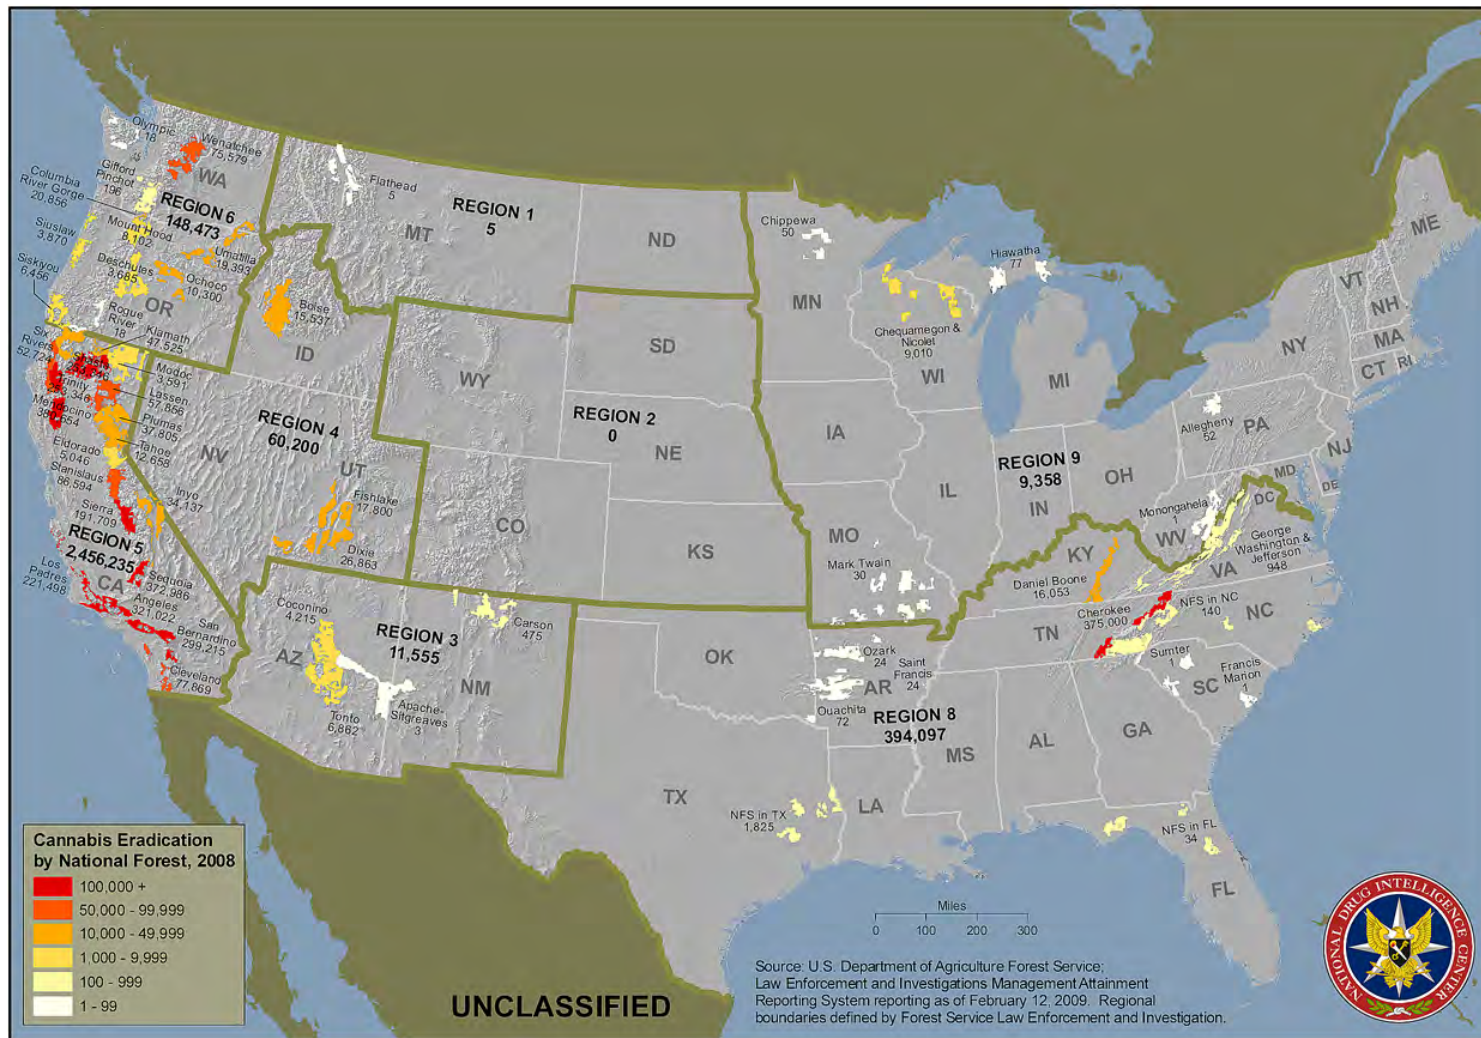 Olympic
18
Wenatchee
75,579
WA
Gifford
Pinchot
196
Columbia
River Gorge
20,856
REGION 6
148,473
Siuslaw
3,870
Mount Hood
8,102
Umatilla
19,393
Siskiyou
6,456
Deschutes
3,685
Ochoco
10,300
OR
Rogue
River
18
Klamath
47,525
Six
Rivers
52,724
Shasta
Trinity
Modoc
3,591
Mendocino
Lassen
57,856
Plumas
37,805
Tahoe
12,658
Eldorado
5,046
Stanislaus
86,594
Inyo
34,137
Sierra
191,709
REGION 5
2,456,235
CA
Los
Padres
221,498
Sequoia
372,986
Angeles
321,022
San
Bernardino
299,215
Cleveland
77,869
Flathead
5
REGION 1
5
MT
ND
Boise
15,537
ID
WY
SD
REGION 4
60,200
NV
UT
Fishlake
17,800
Dixie
26,863
REGION 2
0
NE
CO
KS
Coconino
4,215
REGION 3
11,555
Carson
475
AZ
NM
Tonto
6,862
Apache-
Sitgreaves
3
Chippewa
50
MN
Hiawatha
77
Chequamegon &
Nicolet
9,010
WI
MI
IA
IL
IN
OH
REGION 9
9,358
MO
Mark Twain
30
Allegheny
52
PA
NY
VT
NH
ME
MA
CT
RI
NJ
MD
DE
DC
Monongahela
1
WV
George
Washington &
Jefferson
948
VA
KY
Daniel Boone
16,053
Cherokee
375,000
NFS in NC
140
TN
NC
Sumter
1
Francis
Marion
1
SC
OK
Ozark
24
Saint
Francis
24
AR
Ouachita
72
REGION 8
394,097
MS
AL
GA
TX
LA
NFS in TX
1,825
NFS in FL
34
FL
Cannabis Eradication
by National Forest, 2008
100,000 +
50,000 - 99,999
10,000 - 49,999
1,000 - 9,999
100 - 999
1 - 99
UNCLASSIFIED
Miles
0 100 200 300
Source: U.S. Department of Agriculture Forest Service;
Law Enforcement and Investigations Management Attainment
Reporting System reporting as of February 12, 2009. Regional
boundaries defined by Forest Service Law Enforcement and Investigation.
NATIONAL DRUG INTELLIGENCE CENTER